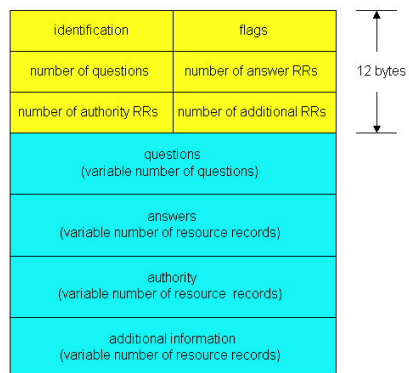 identification
flags
number of questions
number of answer RRs
12 bytes
number of authority RRs
number of additional RRs
questions
(variable number of questions)
answers
(variable number of resource records)
authority
(variable number of resource records)
additional information
(variable number of resource records)